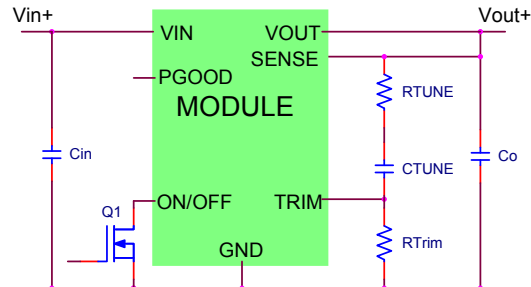 Vin+
Vout+
VIN
VOUT
SENSE
PGOOD
RTUNE
MODULE
Cin
CTUNE
Co
Q1
ON/OFF
TRIM
RTrim
GND